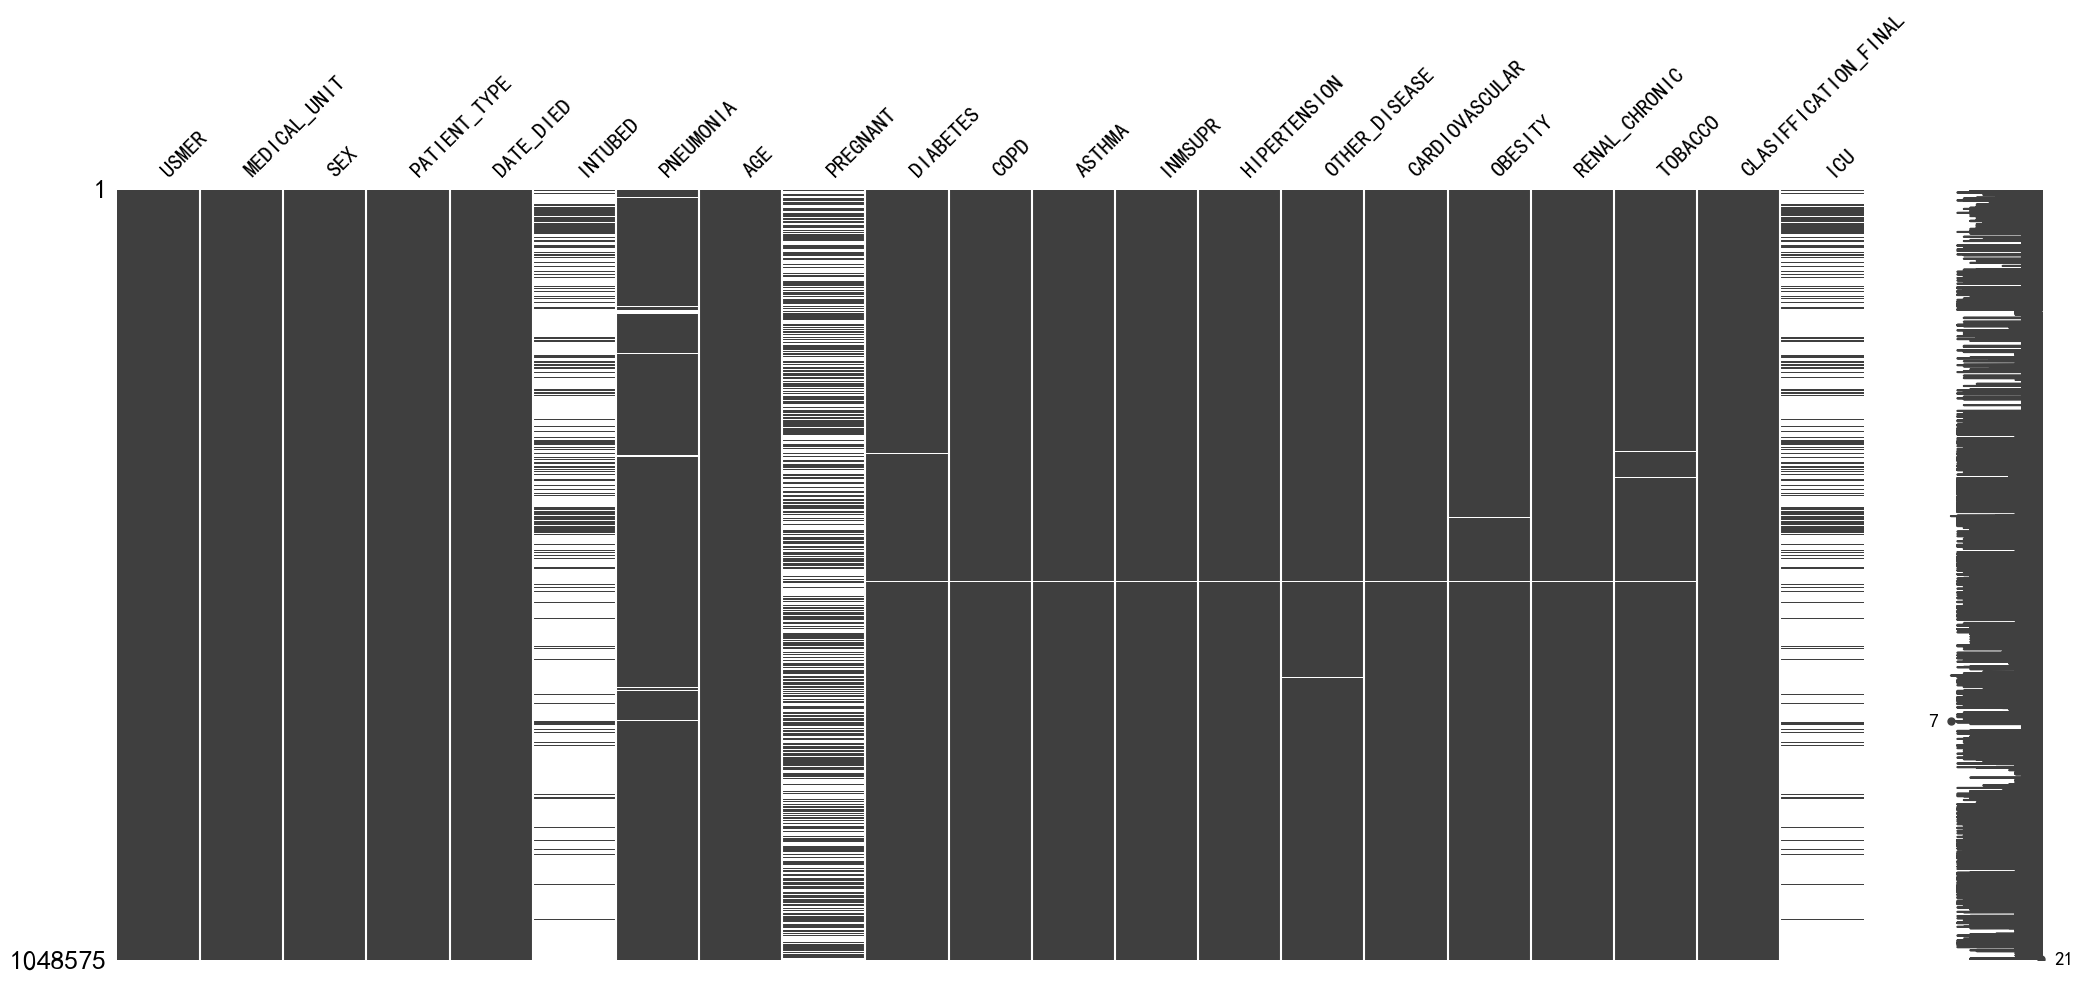 USMER
MEDICAL_UNIT
SEX
PATIENT_TYPE
DATE_DIED
INTUBED
PNEUMONIA
AGE
PREGNANT
DIABETES
COPD
ASTHMA
INMSUPR
HIPERTENSION
OTHER_DISEASE
CARDIOVASCULAR
OBESITY
RENAL_CHRONIC
TOBACCO
CLASIFFICATION_FINAL
ICU
1
7
1048575
21